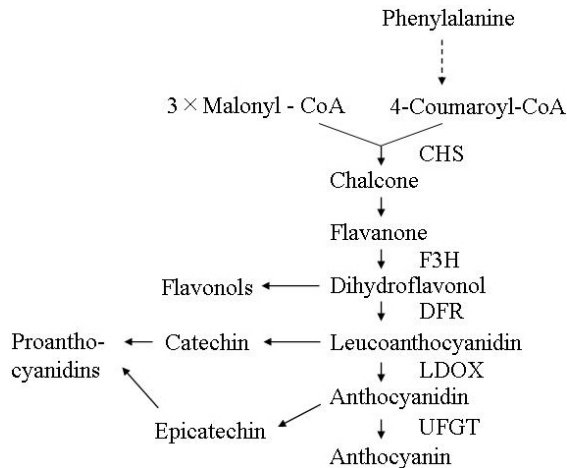 Phenylalanine
3 × Malonyl - CoA
4-Coumaroyl-CoA
CHS
Chalcone
Flavanone
F3H
Flavonols
Dihydroflavonol
DFR
Proantho-
cyanidins
Catechin
Leucoanthocyanidin
LDOX
Anthocyanidin
Epicatechin
UFGT
Anthocyanin